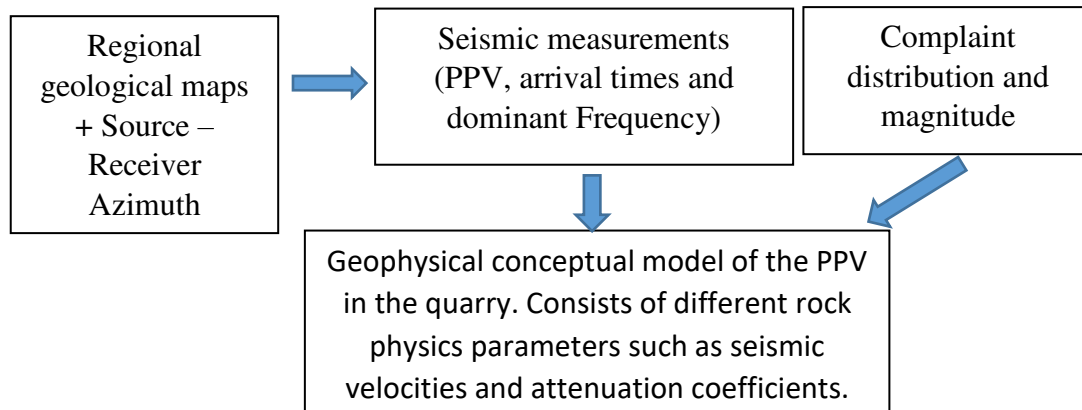 Regional
geological maps
+ Source –
Receiver
Azimuth
Seismic measurements
(PPV, arrival times and
dominant Frequency)
Complaint
distribution and
magnitude
Geophysical conceptual model of the PPV
in the quarry. Consists of different rock
physics parameters such as seismic
velocities and attenuation coefficients.